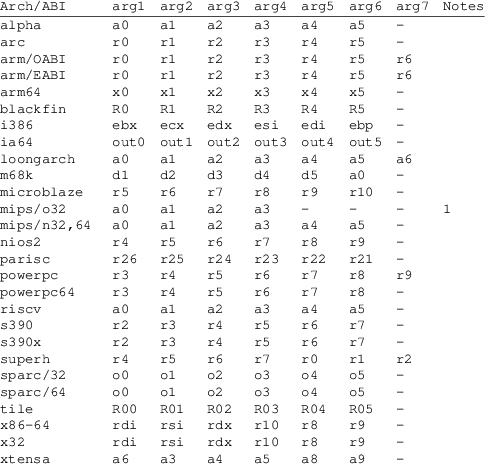 Arch/ABI arg1 arg2 arg3 arg4 arg5 arg6 arg7 Notes
alpha a0 a1 a2 a3 a4 a5 -
arc r0 r1 r2 r3 r4 r5 -
arm/OABI r0 r1 r2 r3 r4 r5 r6
arm/EABI r0 r1 r2 r3 r4 r5 r6
arm64 x0 x1 x2 x3 x4 x5 -
blackfin R0 R1 R2 R3 R4 R5 -
i386 ebx ecx edx esi edi ebp -
ia64 out0 out1 out2 out3 out4 out5 -
loongarch a0 a1 a2 a3 a4 a5 a6
m68k d1 d2 d3 d4 d5 a0 -
microblaze r5 r6 r7 r8 r9 r10 -
mips/o32 a0 a1 a2 a3 - - - 1
mips/n32,64 a0 a1 a2 a3 a4 a5 -
nios2 r4 r5 r6 r7 r8 r9 -
parisc r26 r25 r24 r23 r22 r21 -
powerpc r3 r4 r5 r6 r7 r8 r9
powerpc64 r3 r4 r5 r6 r7 r8 -
riscv a0 a1 a2 a3 a4 a5 -
s390 r2 r3 r4 r5 r6 r7 -
s390x r2 r3 r4 r5 r6 r7 -
superh r4 r5 r6 r7 r0 r1 r2
sparc/32 o0 o1 o2 o3 o4 o5 -
sparc/64 o0 o1 o2 o3 o4 o5 -
tile R00 R01 R02 R03 R04 R05 -
x86-64 rdi rsi rdx r10 r8 r9 -
x32 rdi rsi rdx r10 r8 r9 -
xtensa a6 a3 a4 a5 a8 a9 -